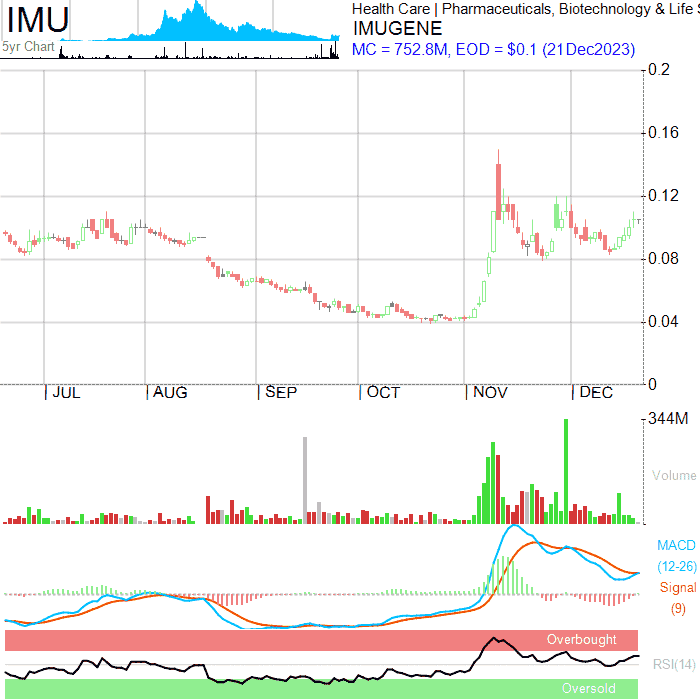 IMU
5yr Chart
Health Care | Pharmaceuticals, Biotechnology & Life S
IMUGENE
MC = 752.8M, EOD = $0.1 (21Dec2023)
0.2
0.16
0.12
0.08
0.04
0
JUL AUG SEP OCT NOV DEC
344M
Volume
MACD
(12-26)
Signal
(9)
Overbought
RSI(14)
Oversold